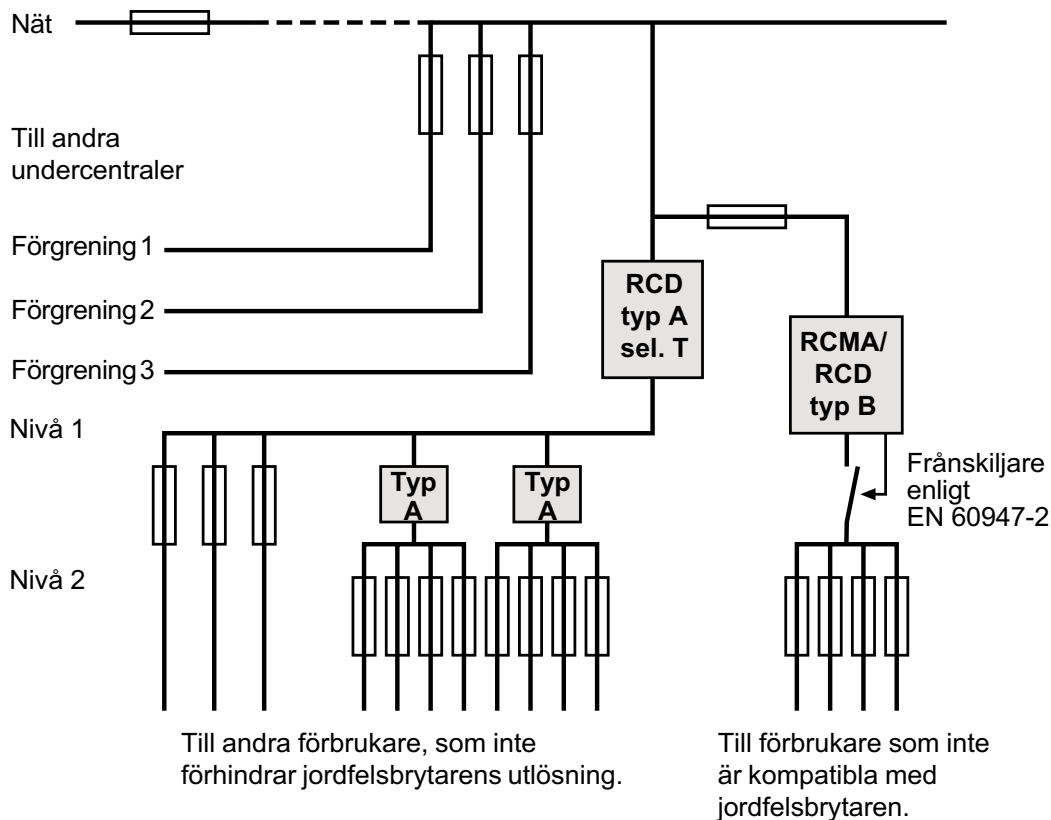 Nät
Till andra
undercentraler
Förgrening 1
Förgrening 2
Förgrening 3
RCD
typ A
sel. T
RCMA/
RCD
typ B
Nivå 1
Typ
A
Typ
A
Frånskiljare
enligt
EN 60947-2
Nivå 2
Till andra förbrukare, som inte
förhindrar jordfelsbrytarens utlösning.
Till förbrukare som inte
är kompatibla med
jordfelsbrytaren.